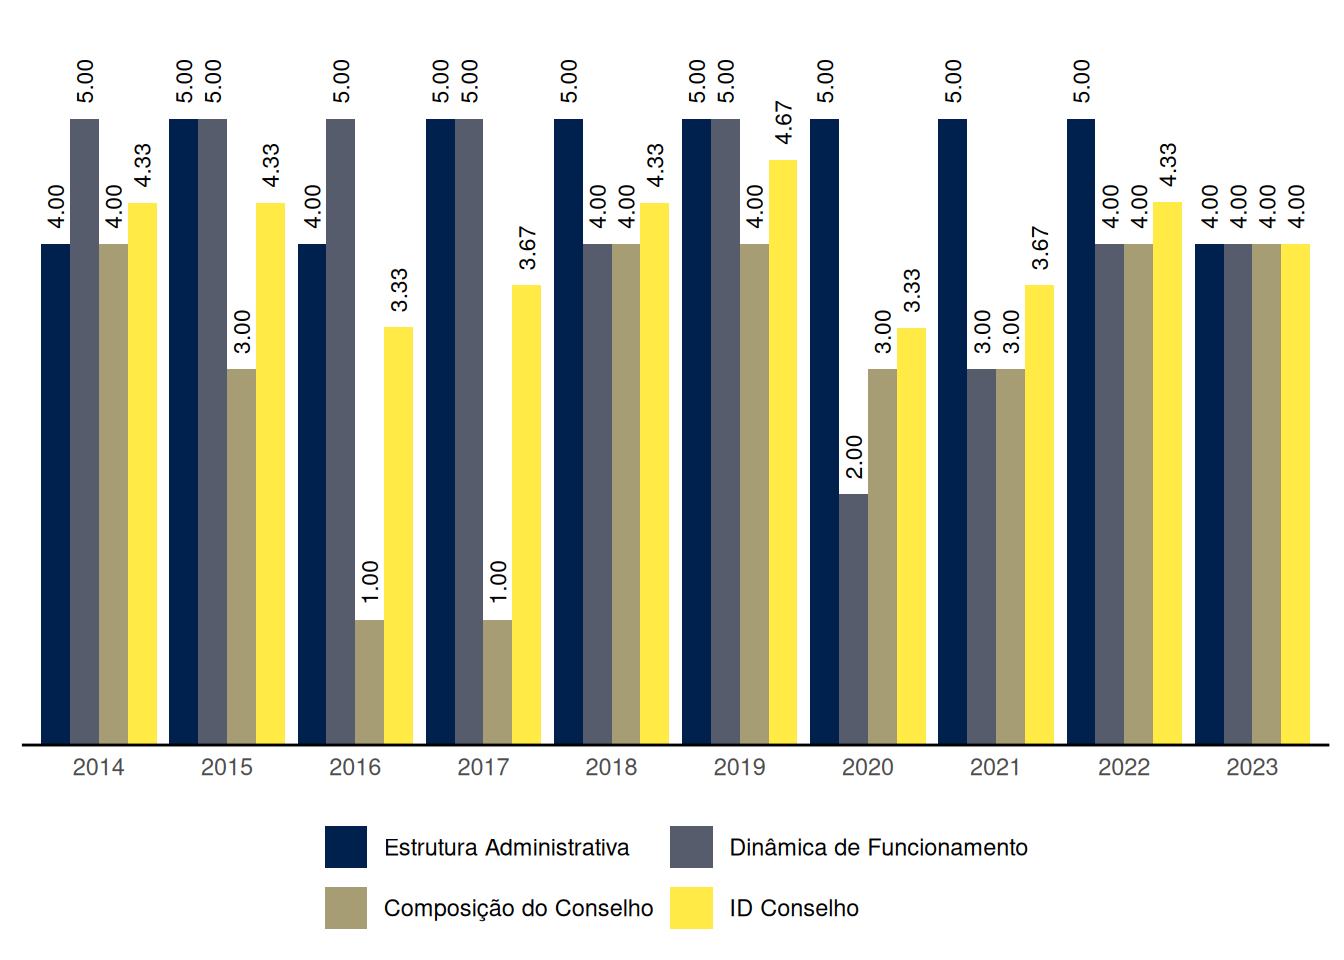 4.00 5.00 4.00 4.33 5.00 5.00 3.00 4.33 4.00 5.00 1.00 3.33 5.00 5.00 1.00 3.67 5.00 4.00 4.00 4.33 5.00 5.00 4.00 4.67 5.00 2.00 3.00 3.33 5.00 3.00 3.00 3.67 5.00 4.00 4.00 4.33 4.00 4.00 4.00 4.00
2014 2015 2016 2017 2018 2019 2020 2021 2022 2023
Estrutura Administrativa Dinâmica de Funcionamento
Composição do Conselho ID Conselho